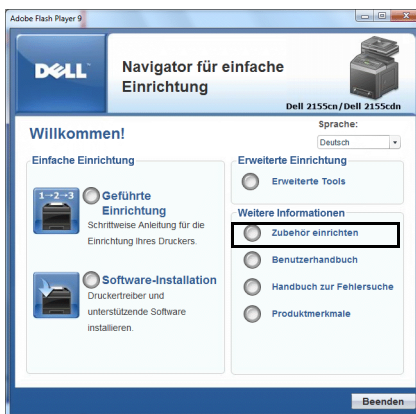 Adobe Flash Player 9
DELL™
Navigator für einfache
Einrichtung
Dell 2155cn/Dell 2155cdn
Willkommen!
Sprache:
Deutsch
Einfache Einrichtung
1→2→3
Geführte
Einrichtung
Schrittweise Anleitung für die
Einrichtung Ihres Druckers.
Software-Installation
Druckertreiber und
unterstützende Software
installieren.
Erweiterte Einrichtung
Erweiterte Tools
Weitere Informationen
Zubehör einrichten
Benutzerhandbuch
Handbuch zur Fehlersuche
Produktmerkmale
Beenden